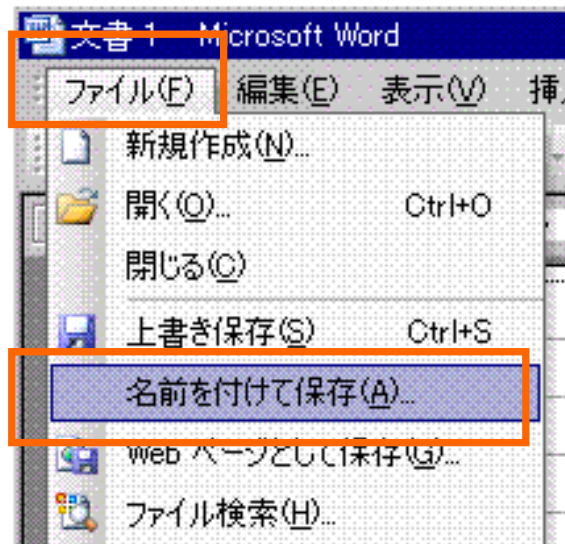 文書 1 - Microsoft Word
ファイル(F) 編集(E) 表示(V) 挿
新規作成(N)...
開く(O)... Ctrl+O
閉じる(C)
上書き保存(S) Ctrl+S
名前を付けて保存(A)...
Web ページとして保存(G)...
ファイル検索(H)...